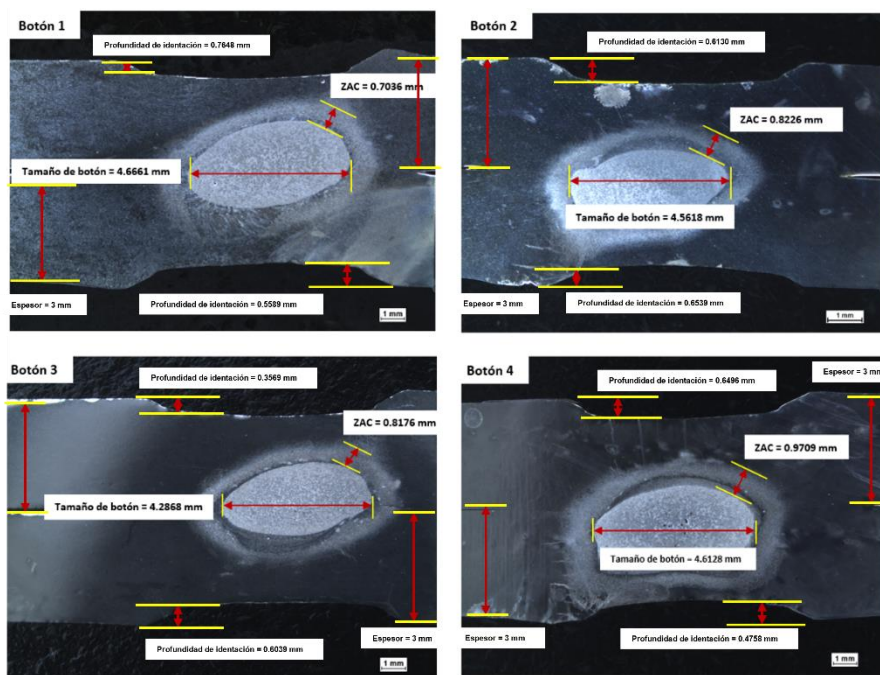 Botón 1
Profundidad de identación = 0.7648 mm
ZAC = 0.7036 mm
Tamaño de botón = 4.6661 mm
Espesor = 3 mm
Profundidad de identación = 0.5589 mm
1 mm
Botón 2
Profundidad de identación = 0.6130 mm
ZAC = 0.8226 mm
Tamaño de botón = 4.5618 mm
Espesor = 3 mm
Profundidad de identación = 0.6539 mm
1 mm
Botón 3
Profundidad de identación = 0.3569 mm
ZAC = 0.8176 mm
Tamaño de botón = 4.2868 mm
Espesor = 3 mm
Profundidad de identación = 0.6039 mm
1 mm
Botón 4
Espesor = 3 mm
Profundidad de identación = 0.6496 mm
ZAC = 0.9709 mm
Tamaño de botón = 4.6128 mm
Espesor = 3 mm
Profundidad de identación = 0.4758 mm
1 mm